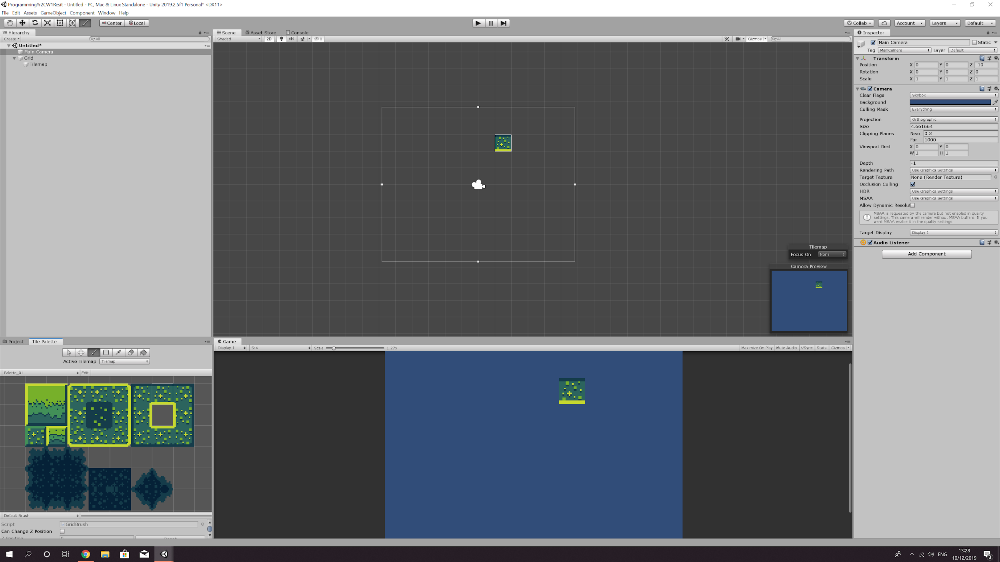 ProgrammingYr2CW1Resit - Untitled - PC, Mac & Linux Standalone - Unity 2019.2.5f1 Personal* <DX11>
File Edit Assets GameObject Component Window Help
Center Local
Collab Account Layers Default
Hierarchy
Create All
Untitled*
Main Camera
Grid
Tilemap
Scene Asset Store Console
Shaded 2D 0 Gizmos All
Tilemap
Focus On None
Camera Preview
Inspector
Main Camera Static
Tag MainCamera Layer Default
Transform
Position X 0 Y 0 Z -10
Rotation X 0 Y 0 Z 0
Scale X 1 Y 1 Z 1
Camera
Clear Flags Skybox
Background
Culling Mask Everything
Projection Orthographic
Size 4.661664
Clipping Planes Near 0.3
Far 1000
Viewport Rect X 0 Y 0
W 1 H 1
Depth -1
Rendering Path Use Graphics Settings
Target Texture None (Render Texture)
Occlusion Culling
HDR Use Graphics Settings
MSAA Use Graphics Settings
Allow Dynamic Resolut
MSAA is requested by the camera but not enabled in quality
settings. This camera will render without MSAA buffers. If you
want MSAA enable it in the quality settings.
Target Display Display 1
Audio Listener
Add Component
Project Tile Palette
Active Tilemap Tilemap
Palette_01 Edit
Default Brush
Script GridBrush
Can Change Z Position
Z Position 0
Game
Display 1 5:4 Scale 1.27x Maximize On Play Mute Audio VSync Stats Gizmos
ENG
13:28
10/12/2019
3